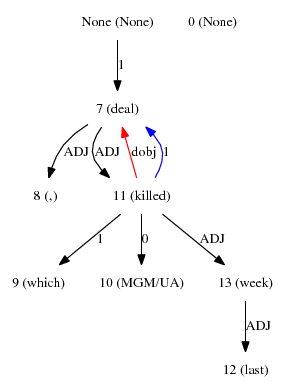 None (None) 0 (None)
1
7 (deal)
ADJ ADJ dobj 1
8 (,) 11 (killed)
1 0 ADJ
9 (which) 10 (MGM/UA) 13 (week)
ADJ
12 (last)